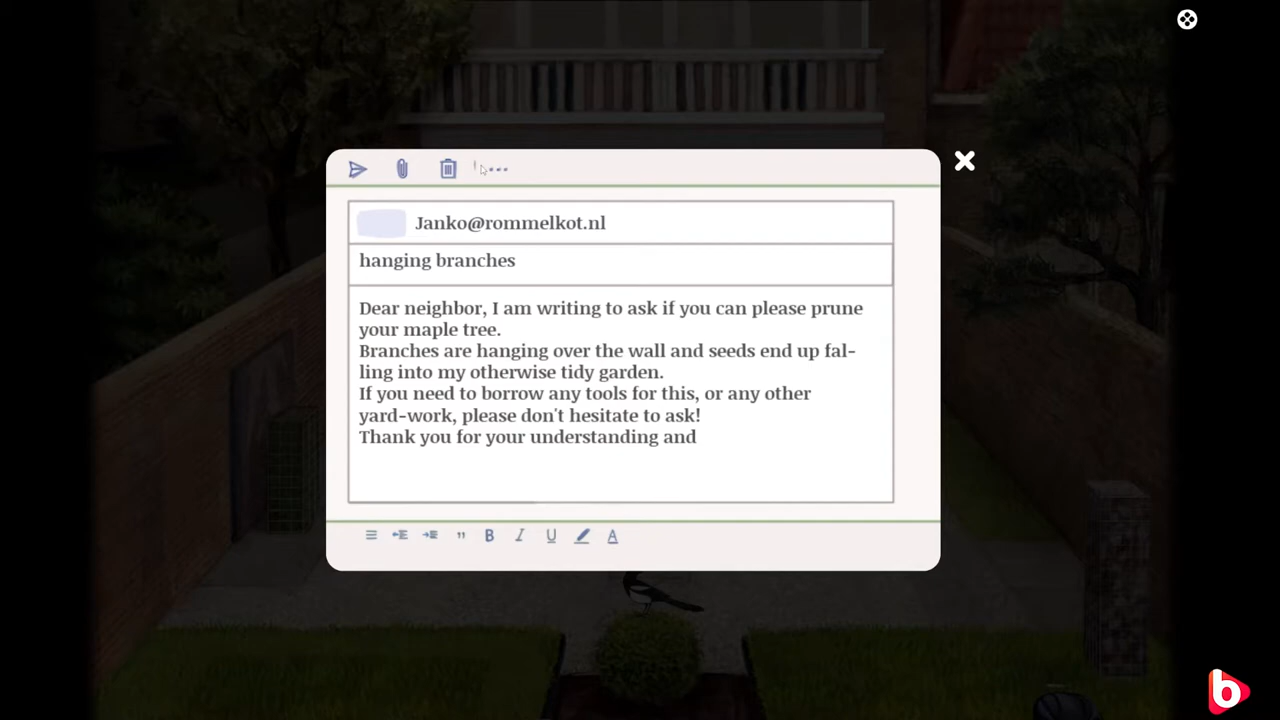 Janko@rommelkot.nl
hanging branches
Dear neighbor, I am writing to ask if you can please prune
your maple tree.
Branches are hanging over the wall and seeds end up fal-
ling into my otherwise tidy garden.
If you need to borrow any tools for this, or any other
yard-work, please don't hesitate to ask!
Thank you for your understanding and
" B I U A
b